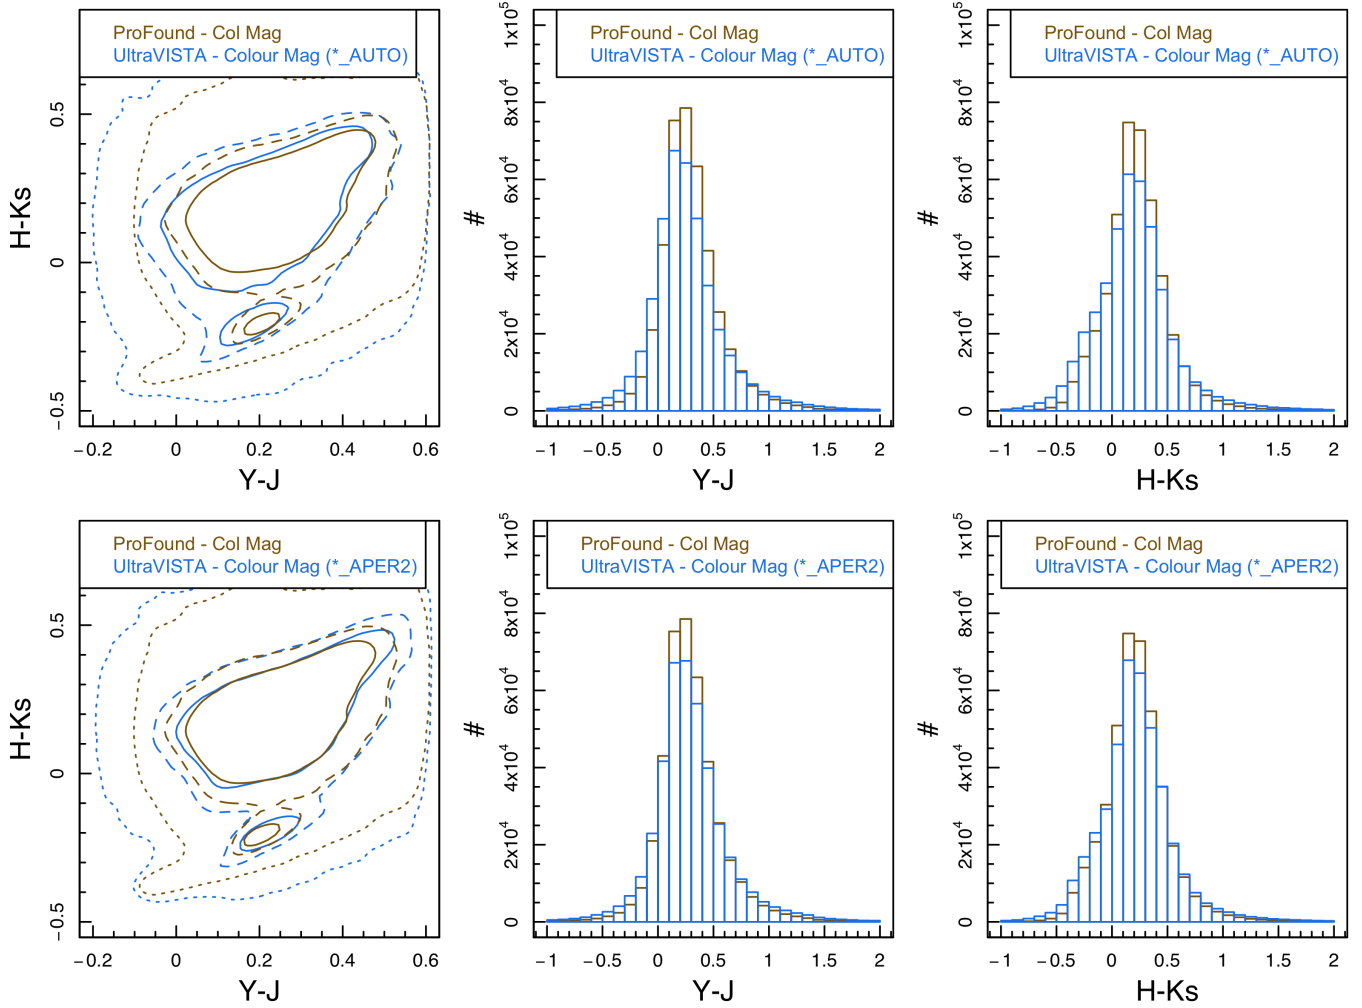 ProFound - Col Mag
UltraVISTA - Colour Mag (*_AUTO)
H-Ks
0.5
0
−0.5
−0.2 0 0.2 0.4 0.6
Y-J
ProFound - Col Mag
UltraVISTA - Colour Mag (*_AUTO)
#
1x10^5
8x10^4
6x10^4
4x10^4
2x10^4
0
−1 −0.5 0 0.5 1 1.5 2
Y-J
ProFound - Col Mag
UltraVISTA - Colour Mag (*_AUTO)
#
1x10^5
8x10^4
6x10^4
4x10^4
2x10^4
0
−1 −0.5 0 0.5 1 1.5 2
H-Ks
ProFound - Col Mag
UltraVISTA - Colour Mag (*_APER2)
H-Ks
0.5
0
−0.5
−0.2 0 0.2 0.4 0.6
Y-J
ProFound - Col Mag
UltraVISTA - Colour Mag (*_APER2)
#
1x10^5
8x10^4
6x10^4
4x10^4
2x10^4
0
−1 −0.5 0 0.5 1 1.5 2
Y-J
ProFound - Col Mag
UltraVISTA - Colour Mag (*_APER2)
#
1x10^5
8x10^4
6x10^4
4x10^4
2x10^4
0
−1 −0.5 0 0.5 1 1.5 2
H-Ks